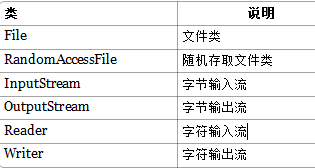 类 说明
File 文件类
RandomAccessFile 随机存取文件类
InputStream 字节输入流
OutputStream 字节输出流
Reader 字符输入流
Writer 字符输出流